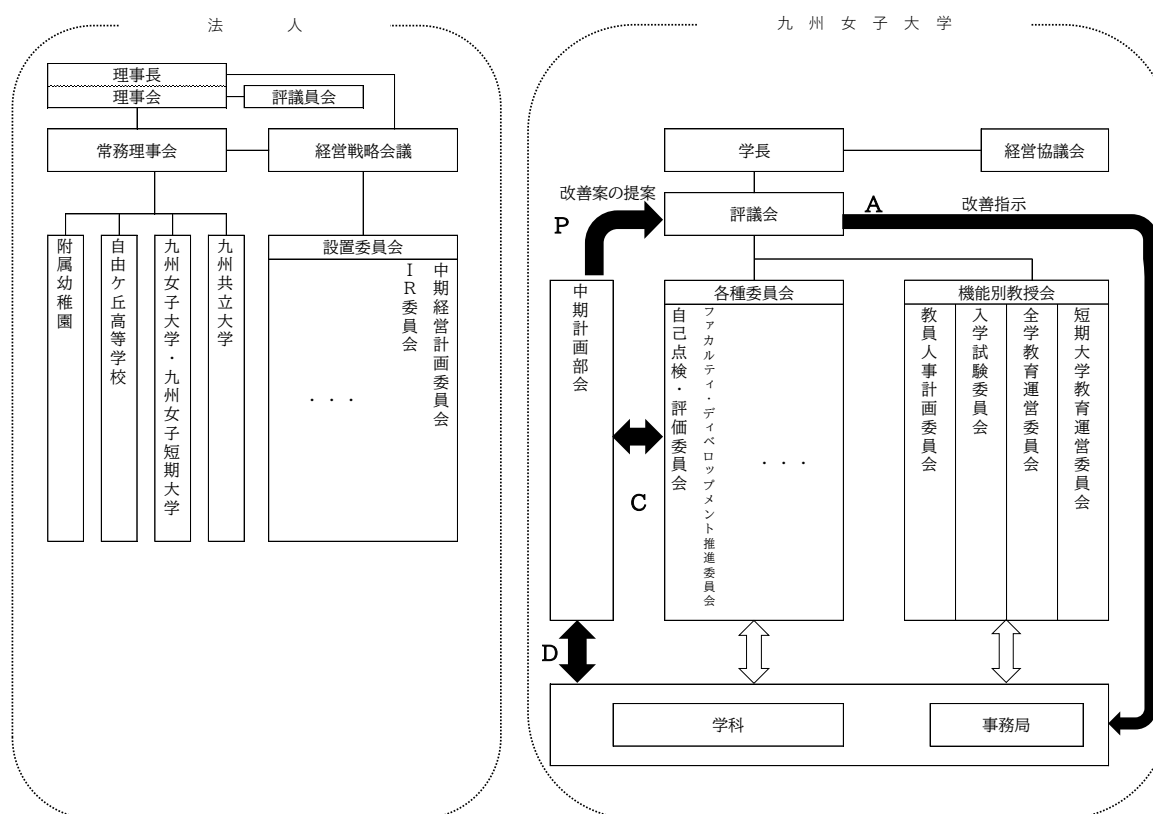 法 人
理事長
理事会
評議員会
常務理事会
経営戦略会議
附属幼稚園
自由ケ丘高等学校
九州女子大学・九州女子短期大学
九州共立大学
設置委員会
中期経営計画委員会
IR委員会
・・・
九 州 女 子 大 学
学長
経営協議会
改善案の提案
P
評議会
A
改善指示
中期計画部会
各種委員会
自己点検・評価委員会
ファカルティ・ディベロップメント推進委員会
・・・
機能別教授会
教員人事計画委員会
入学試験委員会
全学教育運営委員会
短期大学教育運営委員会
C
D
学科
事務局